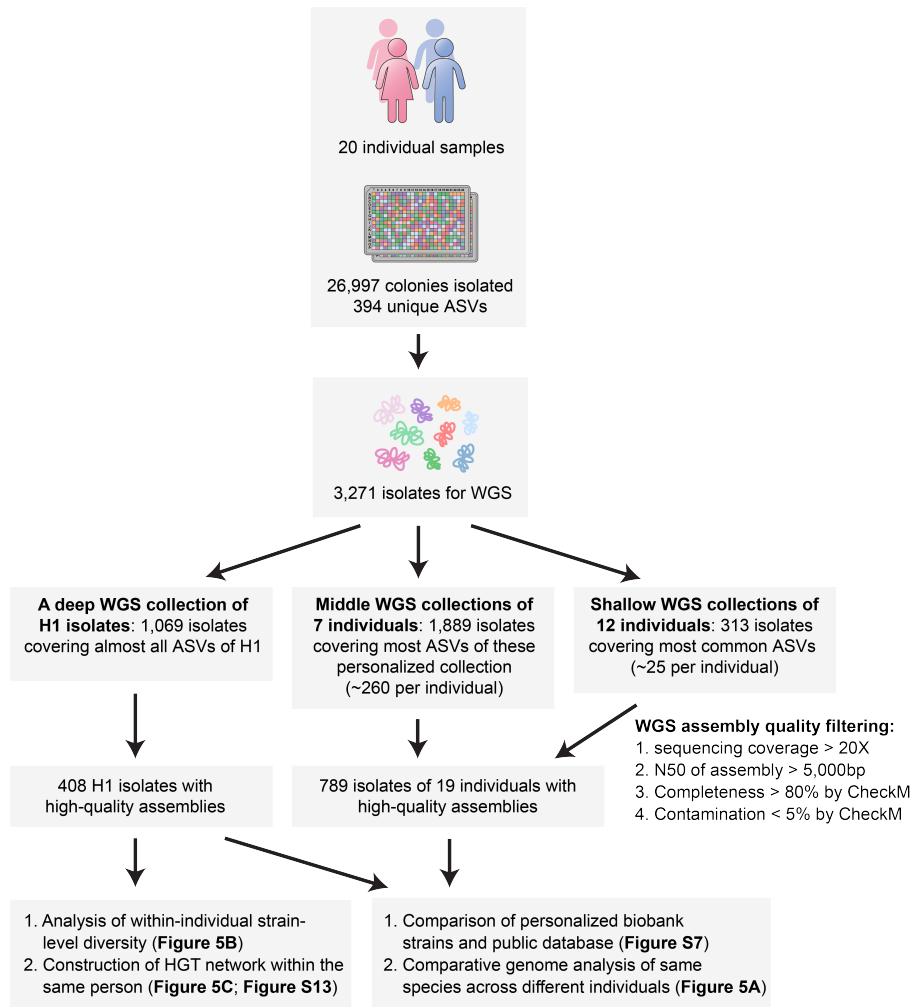 20 individual samples
26,997 colonies isolated
394 unique ASVs
3,271 isolates for WGS
A deep WGS collection of
H1 isolates: 1,069 isolates
covering almost all ASVs of H1
Middle WGS collections of
7 individuals: 1,889 isolates
covering most ASVs of these
personalized collection
(~260 per individual)
Shallow WGS collections of
12 individuals: 313 isolates
covering most common ASVs
(~25 per individual)
WGS assembly quality filtering:
1. sequencing coverage > 20X
2. N50 of assembly > 5,000bp
3. Completeness > 80% by CheckM
4. Contamination < 5% by CheckM
408 H1 isolates with
high-quality assemblies
789 isolates of 19 individuals with
high-quality assemblies
1. Analysis of within-individual strain-
level diversity (Figure 5B)
2. Construction of HGT network within the
same person (Figure 5C; Figure S13)
1. Comparison of personalized biobank
strains and public database (Figure S7)
2. Comparative genome analysis of same
species across different individuals (Figure 5A)